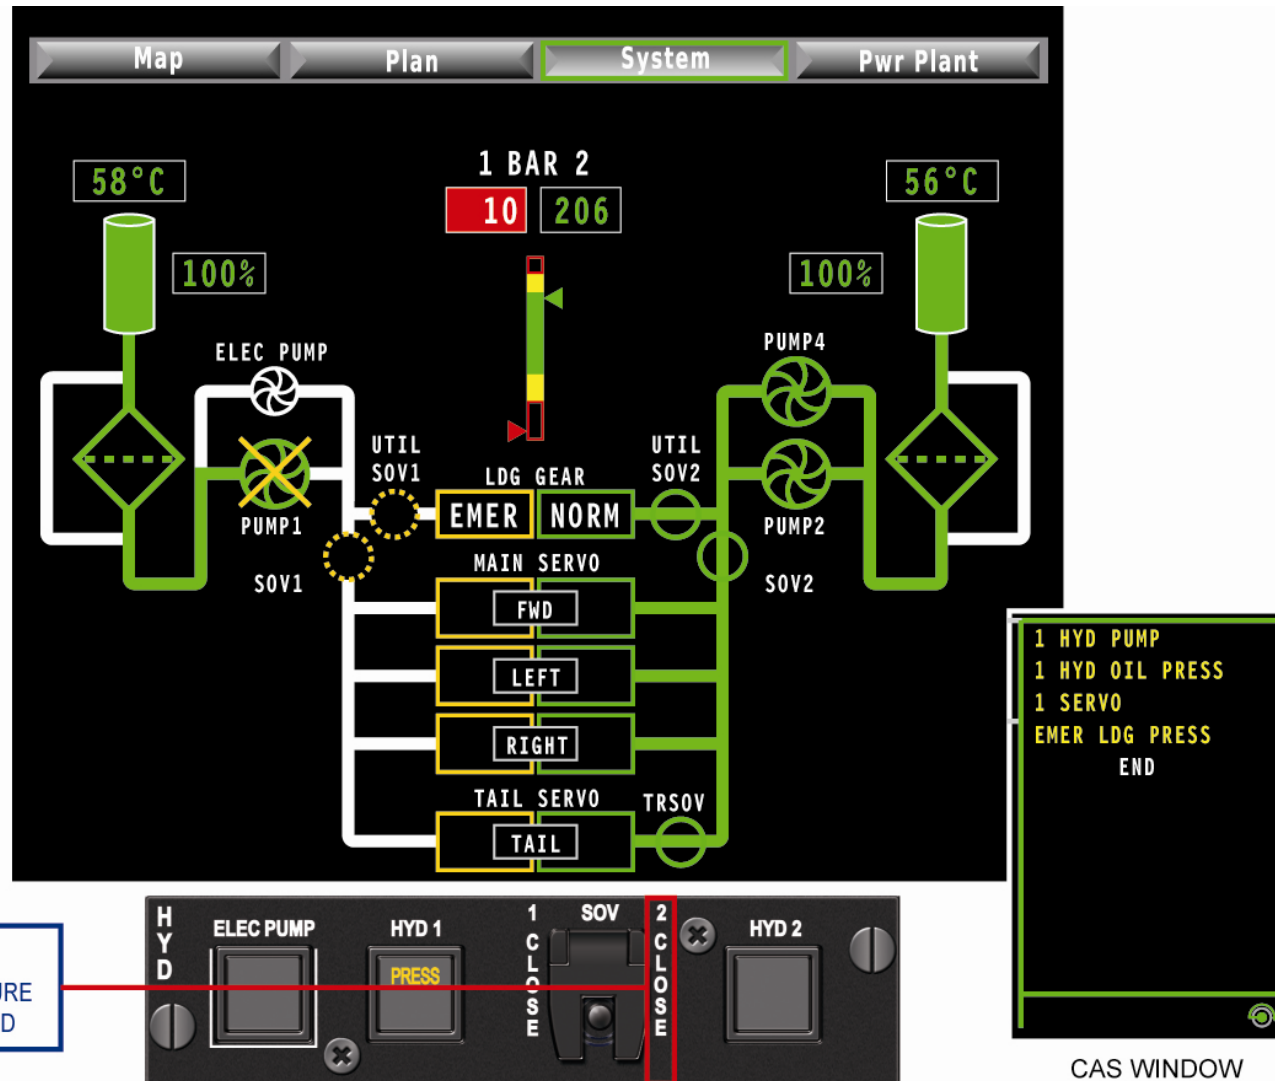 Map Plan System Pwr Plant
1 BAR 2
58°C 10 206 56°C
100% 100%
ELEC PUMP PUMP4
UTIL SOV1 UTIL SOV2
LDG GEAR
EMER NORM
PUMP1 PUMP2
MAIN SERVO
SOV1 SOV2
FWD
LEFT
RIGHT
TAIL SERVO TRSOV
TAIL
1 HYD PUMP
1 HYD OIL PRESS
1 SERVO
EMER LDG PRESS
END
HYD
ELEC PUMP HYD 1 1 CLOSE SOV 2 CLOSE HYD 2
PRESS
CAS WINDOW